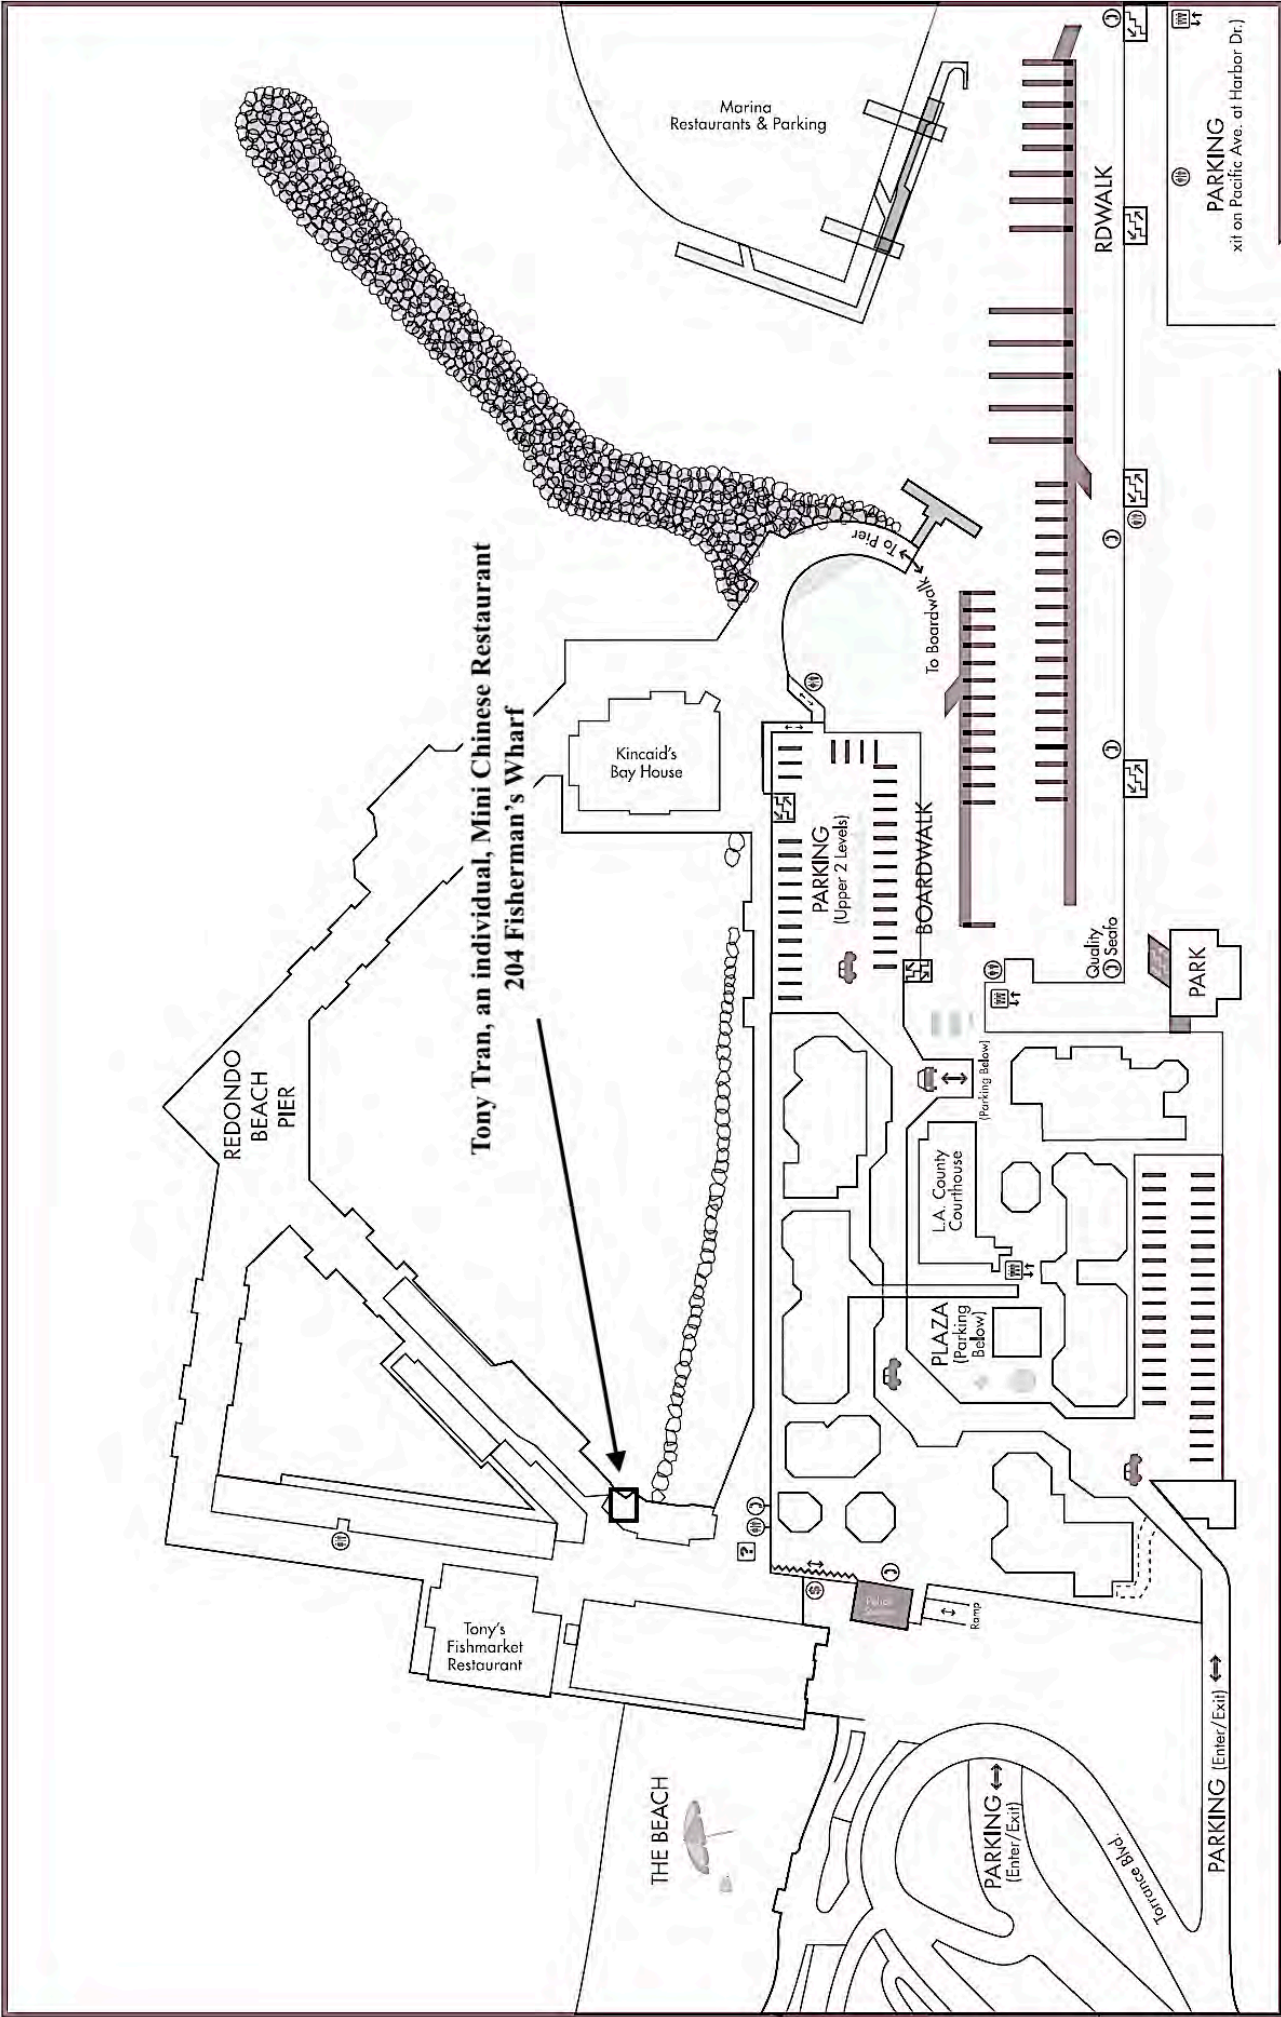 Marina
Restaurants & Parking
RDWALK
PARKING
xit on Pacific Ave. at Harbor Dr.)
To Pier
To Boardwalk
Tony Tran, an individual, Mini Chinese Restaurant
204 Fisherman's Wharf
Kincaid's
Bay House
PARKING
(Upper 2 Levels)
BOARDWALK
Quality
Seafo
PARK
REDONDO
BEACH
PIER
(Parking Below)
L.A. County
Courthouse
PLAZA
(Parking
Below)
?
$
Ramp
Tony's
Fishmarket
Restaurant
THE BEACH
PARKING
(Enter/Exit)
Torrance Blvd.
PARKING (Enter/Exit)